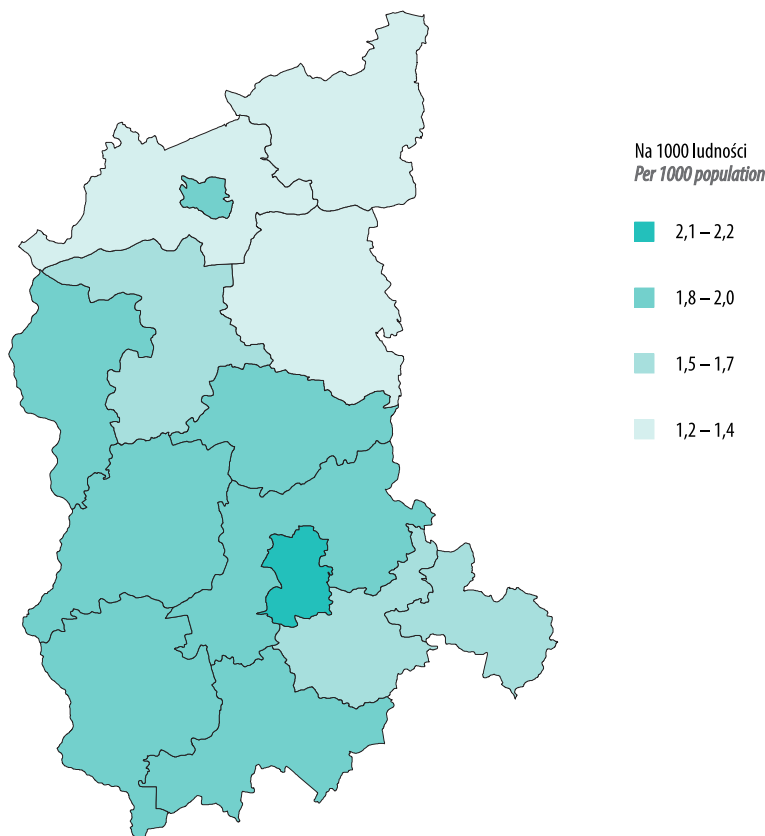 Na 1000 ludności
Per 1000 population
2,1 – 2,2
1,8 – 2,0
1,5 – 1,7
1,2 – 1,4